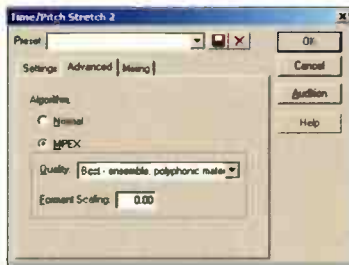 Time/Pitch Stretch 2
Preset:
OK
Settings
Advanced
Mixing
Cancel
Audition
Help
Algorithm:
Normal
MPEX
Quality: Best - ensemble, polyphonic mater
Formant Scaling: 0.00